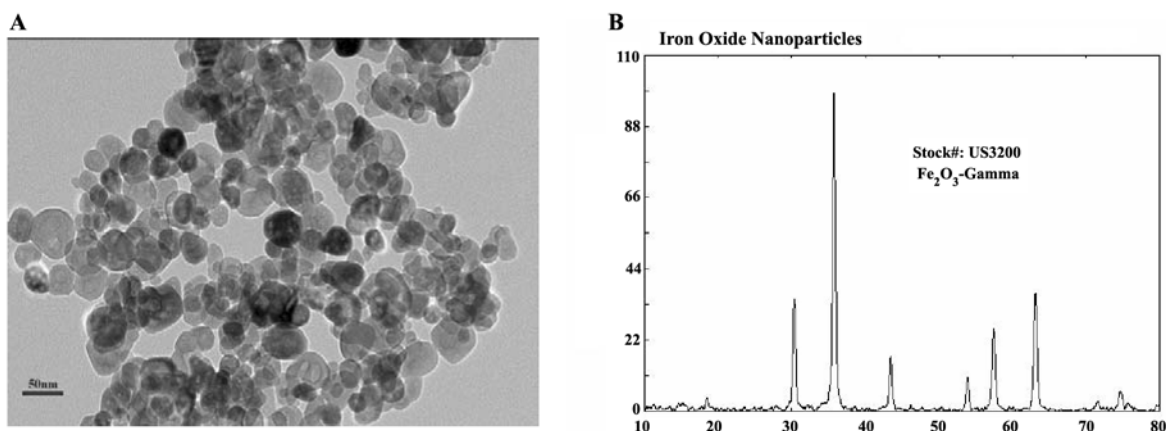 A
50nm
B
Iron Oxide Nanoparticles
110
88
66
44
22
0
Stock#: US3200
Fe₂O₃-Gamma
10 20 30 40 50 60 70 80